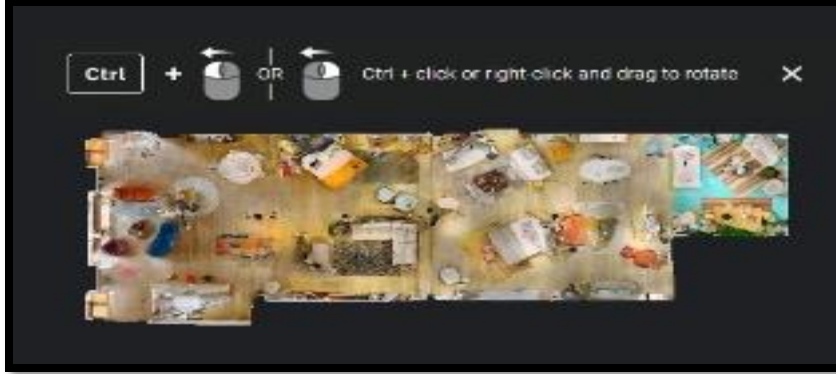 Ctrl + OR Ctrl + click or right-click and drag to rotate ×